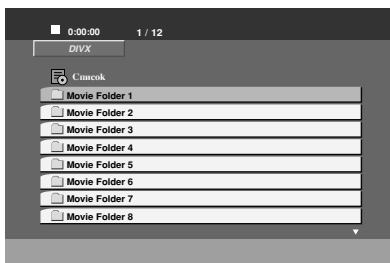 0:00:00 1 / 12
DIVX
Список
Movie Folder 1
Movie Folder 2
Movie Folder 3
Movie Folder 4
Movie Folder 5
Movie Folder 6
Movie Folder 7
Movie Folder 8